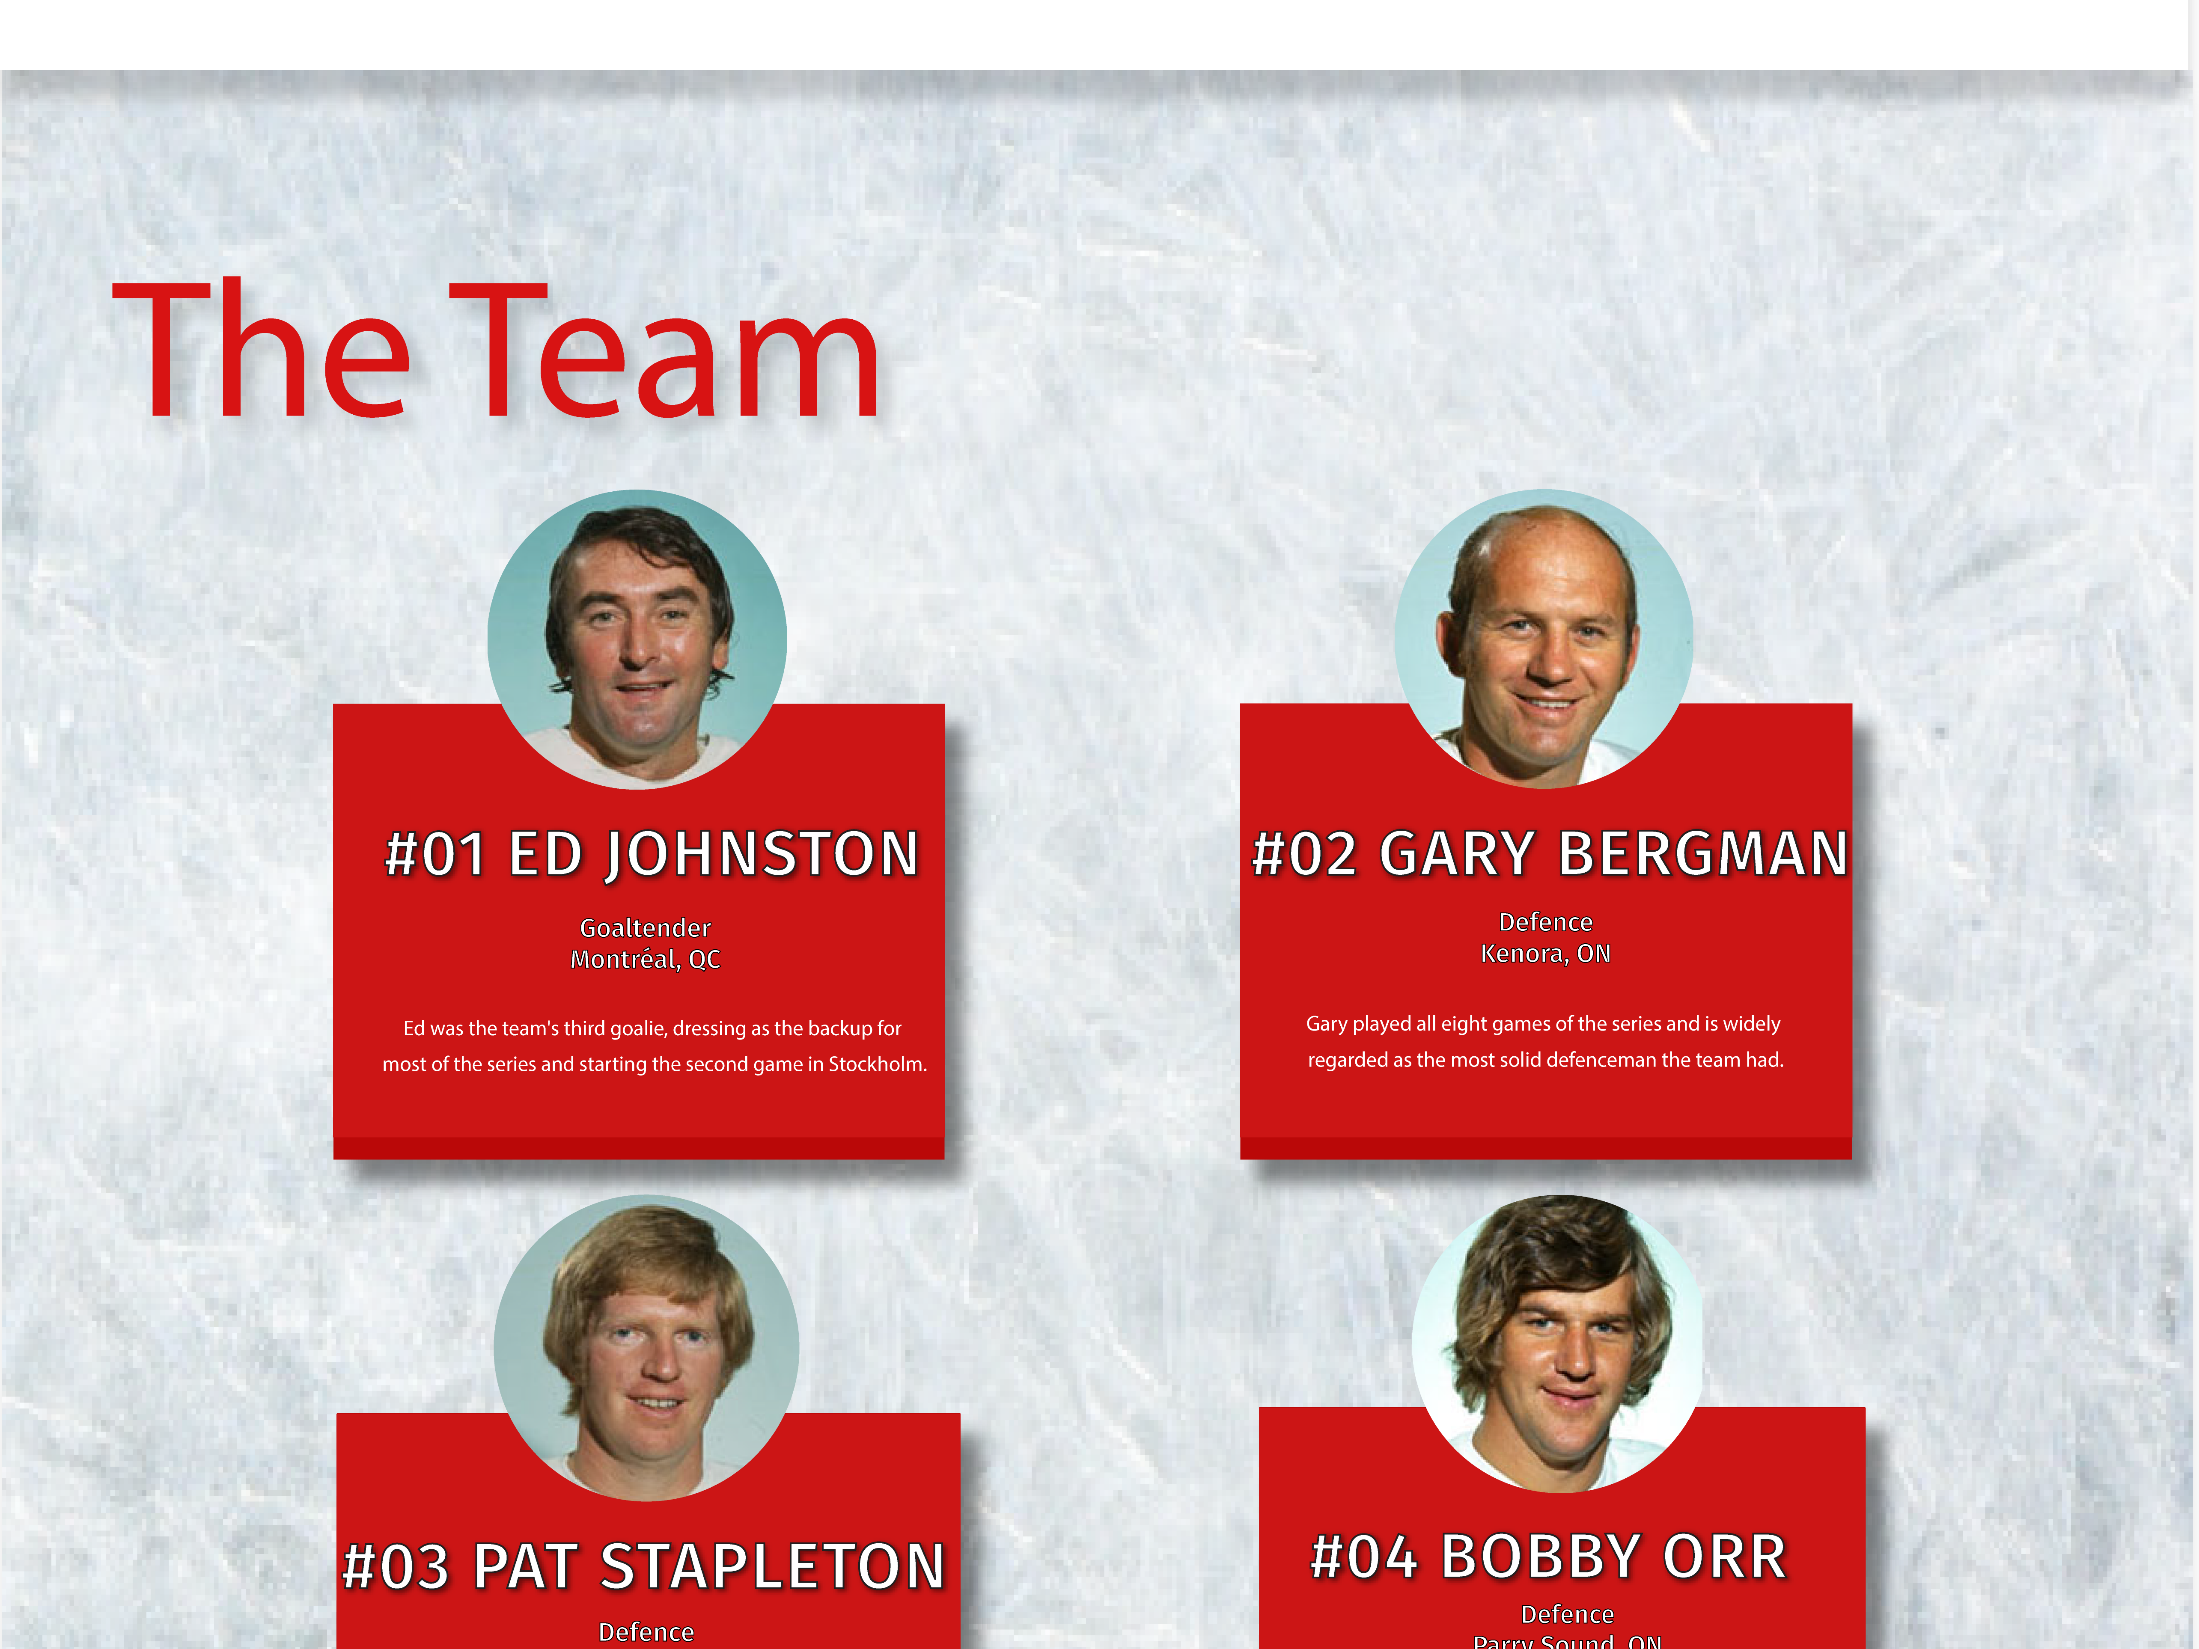 The Team
#01 ED JOHNSTON
Goaltender
Montréal, QC
Ed was the team's third goalie, dressing as the backup for
most of the series and starting the second game in Stockholm.
#02 GARY BERGMAN
Defence
Kenora, ON
Gary played all eight games of the series and is widely
regarded as the most solid defenceman the team had.
#03 PAT STAPLETON
Defence
#04 BOBBY ORR
Defence
Parry Sound, ON